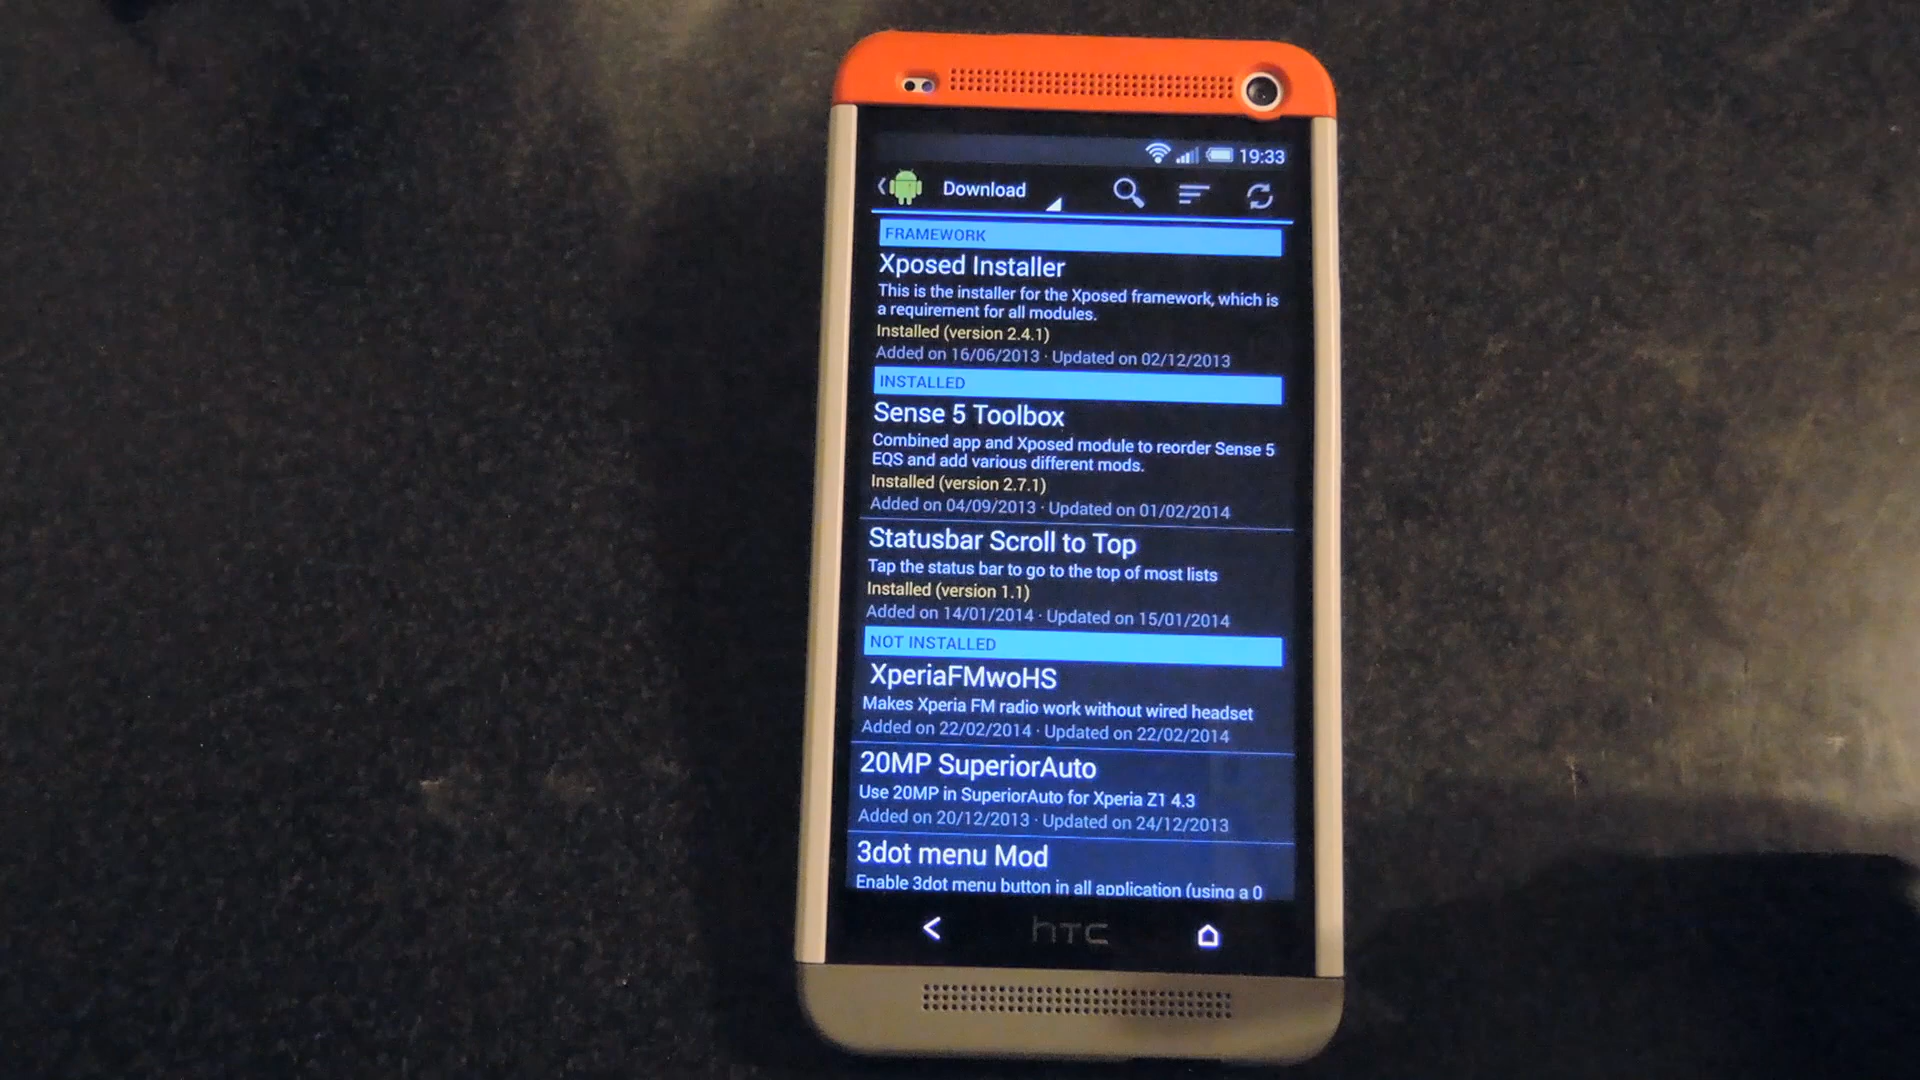 19:33
Download
FRAMEWORK
Xposed Installer
This is the installer for the Xposed framework, which is
a requirement for all modules.
Installed (version 2.4.1)
Added on 16/06/2013 · Updated on 02/12/2013
INSTALLED
Sense 5 Toolbox
Combined app and Xposed module to reorder Sense 5
EQS and add various different mods.
Installed (version 2.7.1)
Added on 04/09/2013 · Updated on 01/02/2014
Statusbar Scroll to Top
Tap the status bar to go to the top of most lists
Installed (version 1.1)
Added on 14/01/2014 · Updated on 15/01/2014
NOT INSTALLED
XperiaFMwoHS
Makes Xperia FM radio work without wired headset
Added on 22/02/2014 · Updated on 22/02/2014
20MP SuperiorAuto
Use 20MP in SuperiorAuto for Xperia Z1 4.3
Added on 20/12/2013 · Updated on 24/12/2013
3dot menu Mod
Enable 3dot menu button in all application (using a 0
hTC